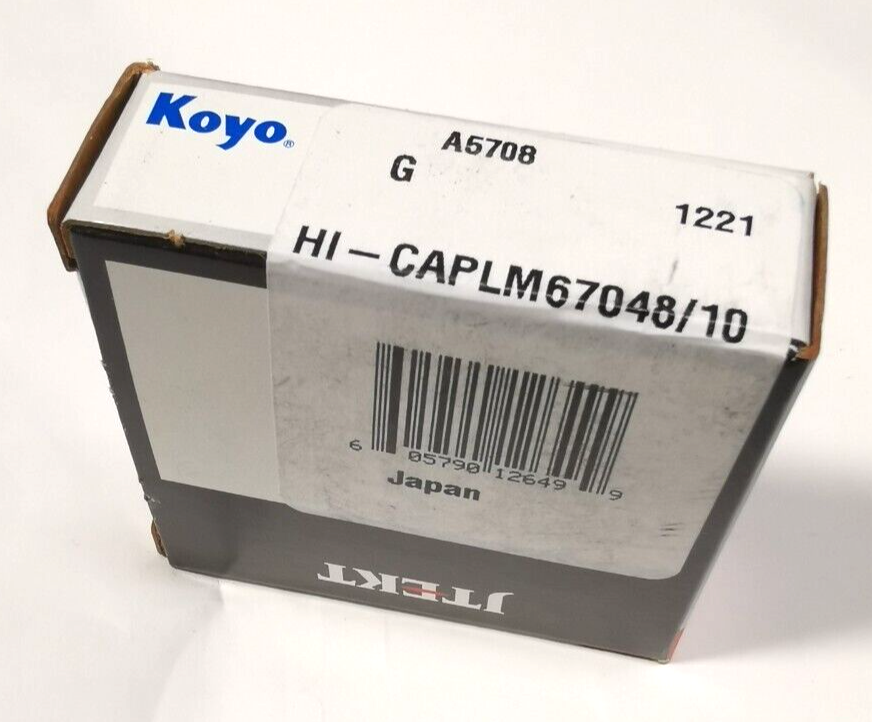 Koyo®
A5708
G
1221
HI-CAPLM67048/10
6 05790 12649 9
Japan
JTEKT